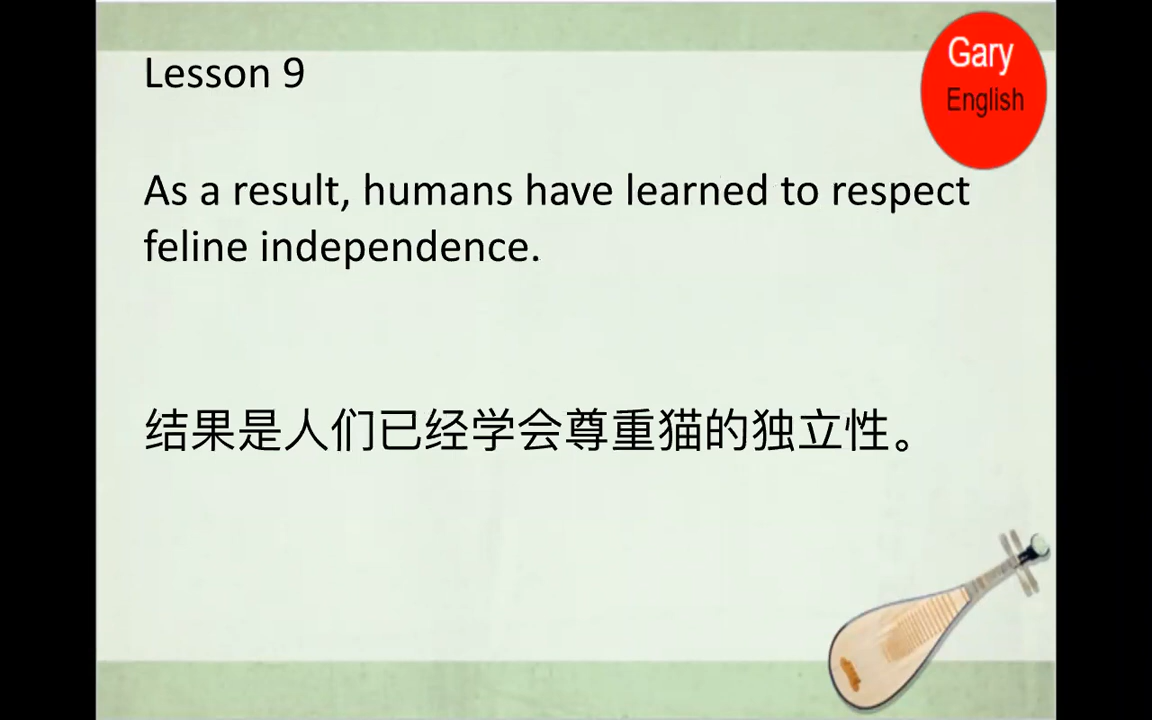 Lesson 9
Gary
English
As a result, humans have learned to respect
feline independence.
结果是人们已经学会尊重猫的独立性。